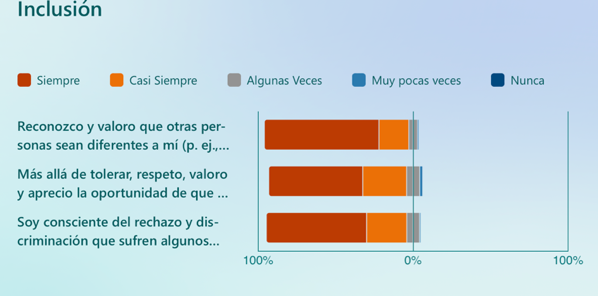 Inclusión
Siempre
Casi Siempre
Algunas Veces
Muy pocas veces
Nunca
Reconozco y valoro que otras per-
sonas sean diferentes a mí (p. ej.,...
Más allá de tolerar, respeto, valoro
y aprecio la oportunidad de que ...
Soy consciente del rechazo y dis-
criminación que sufren algunos...
100%
0%
100%